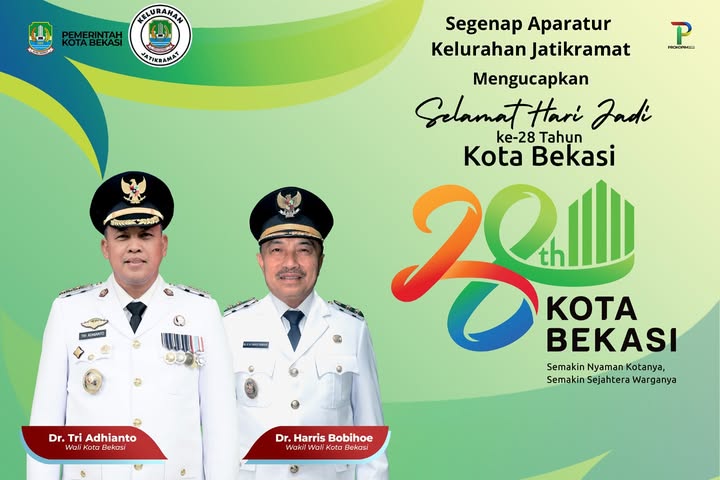 PEMERINTAH
KOTA BEKASI
KELURAHAN
JATIKRAMAT
Segenap Aparatur
Kelurahan Jatikramat
Mengucapkan
Selamat Hari Jadi
ke-28 Tahun
Kota Bekasi
28th
KOTA
BEKASI
Semakin Nyaman Kotanya,
Semakin Sejahtera Warganya
TRI ADHIANTO
Dr. Tri Adhianto
Wali Kota Bekasi
Dr. Harris Bobihoe
Wakil Wali Kota Bekasi